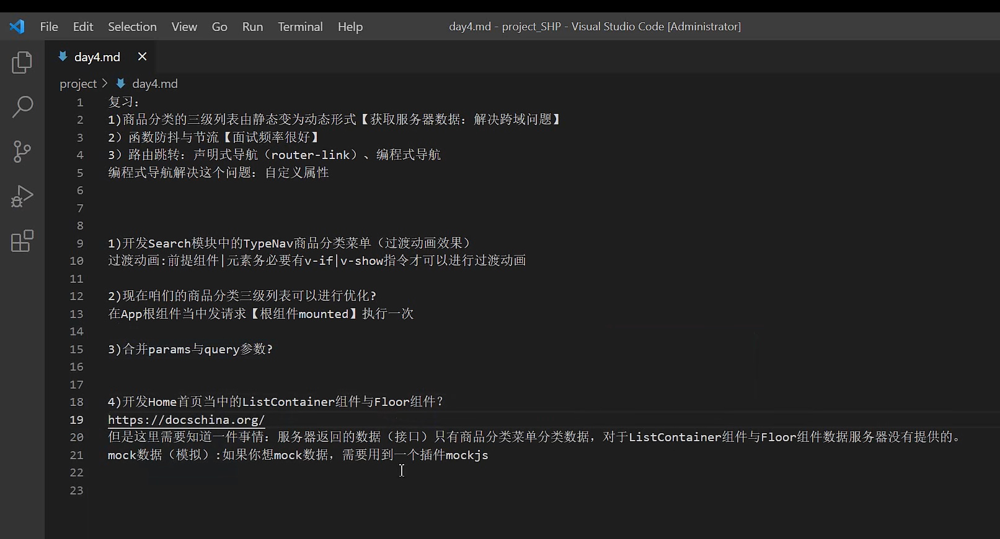 File Edit Selection View Go Run Terminal Help day4.md - project_SHP - Visual Studio Code [Administrator]
day4.md
project > day4.md
1 复习：
2 1)商品分类的三级列表由静态变为动态形式【获取服务器数据：解决跨域问题】
3 2）函数防抖与节流【面试频率很好】
4 3）路由跳转：声明式导航（router-link）、编程式导航
5 编程式导航解决这个问题：自定义属性
6
7
8
9 1)开发Search模块中的TypeNav商品分类菜单（过渡动画效果）
10 过渡动画:前提组件|元素务必要有v-if|v-show指令才可以进行过渡动画
11
12 2)现在咱们的商品分类三级列表可以进行优化?
13 在App根组件当中发请求【根组件mounted】执行一次
14
15 3)合并params与query参数?
16
17
18 4)开发Home首页当中的ListContainer组件与Floor组件？
19 https://docschina.org/
20 但是这里需要知道一件事情：服务器返回的数据（接口）只有商品分类菜单分类数据，对于ListContainer组件与Floor组件数据服务器没有提供的。
21 mock数据（模拟）:如果你想mock数据，需要用到一个插件mockjs
22
23